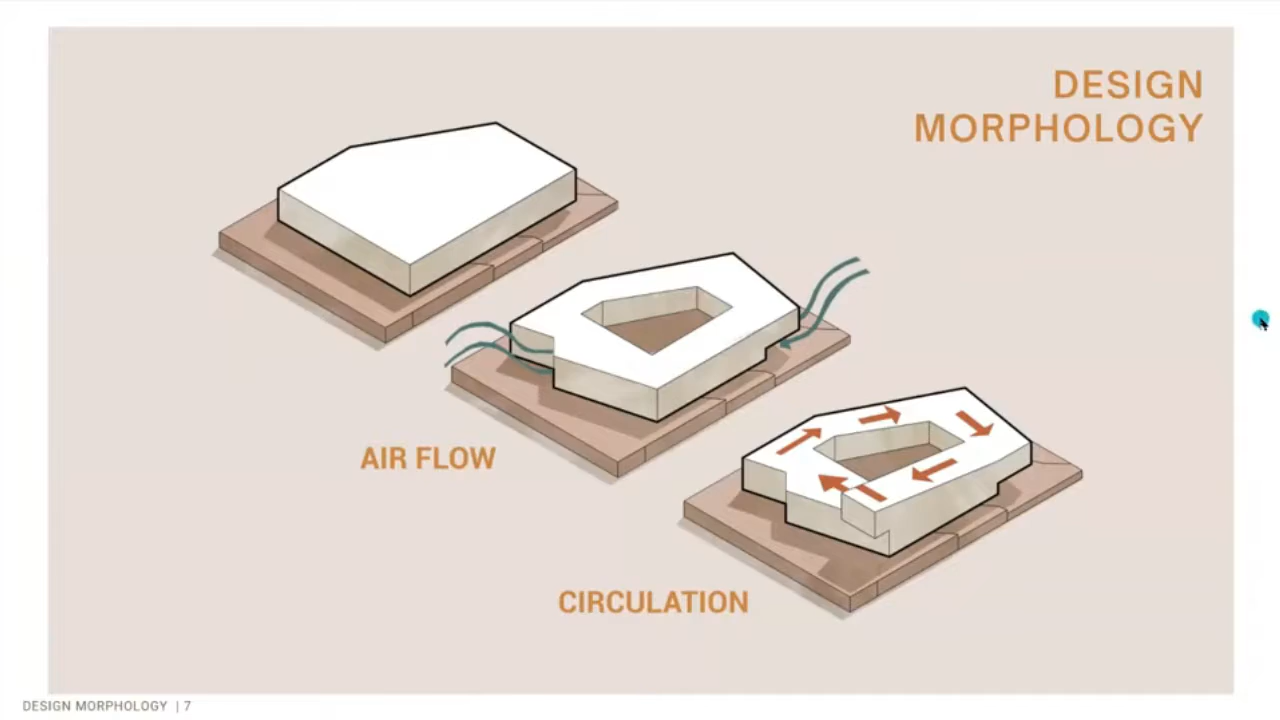 DESIGN
MORPHOLOGY
AIR FLOW
CIRCULATION
DESIGN MORPHOLOGY | 7